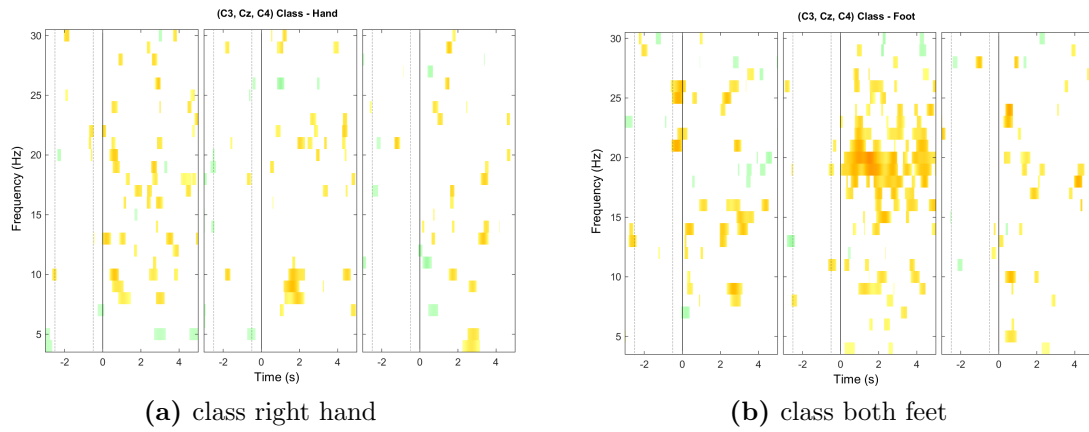 (C3, Cz, C4) Class - Hand
30
25
20
15
10
5
Frequency (Hz)
-2 0 2 4 -2 0 2 4 -2 0 2 4
Time (s)
(a) class right hand
(C3, Cz, C4) Class - Foot
30
25
20
15
10
5
Frequency (Hz)
-2 0 2 4 -2 0 2 4 -2 0 2 4
Time (s)
(b) class both feet